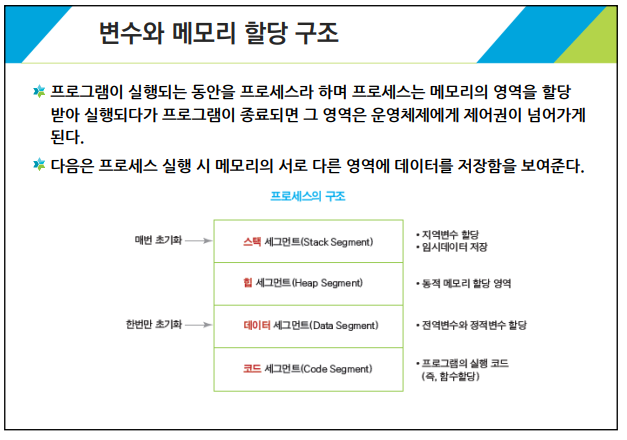 변수와 메모리 할당 구조
프로그램이 실행되는 동안을 프로세스라 하며 프로세스는 메모리의 영역을 할당
받아 실행되다가 프로그램이 종료되면 그 영역은 운영체제에게 제어권이 넘어가게
된다.
다음은 프로세스 실행 시 메모리의 서로 다른 영역에 데이터를 저장함을 보여준다.
프로세스의 구조
매번 초기화
스택 세그먼트(Stack Segment)
• 지역변수 할당
• 임시데이터 저장
힙 세그먼트(Heap Segment)
• 동적 메모리 할당 영역
한번만 초기화
데이터 세그먼트(Data Segment)
• 전역변수와 정적변수 할당
코드 세그먼트(Code Segment)
• 프로그램의 실행 코드
(즉, 함수할당)